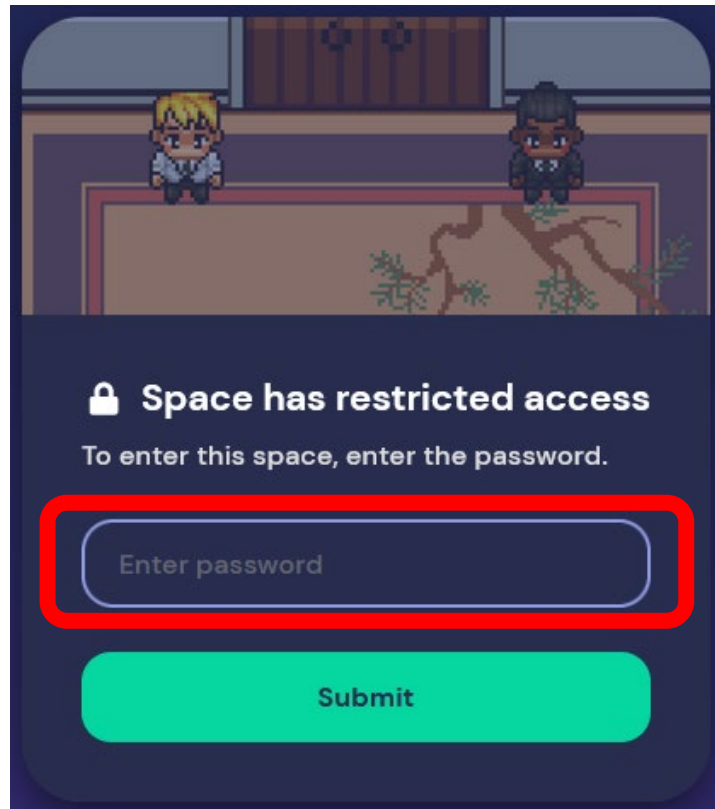 Space has restricted access
To enter this space, enter the password.
Enter password
Submit